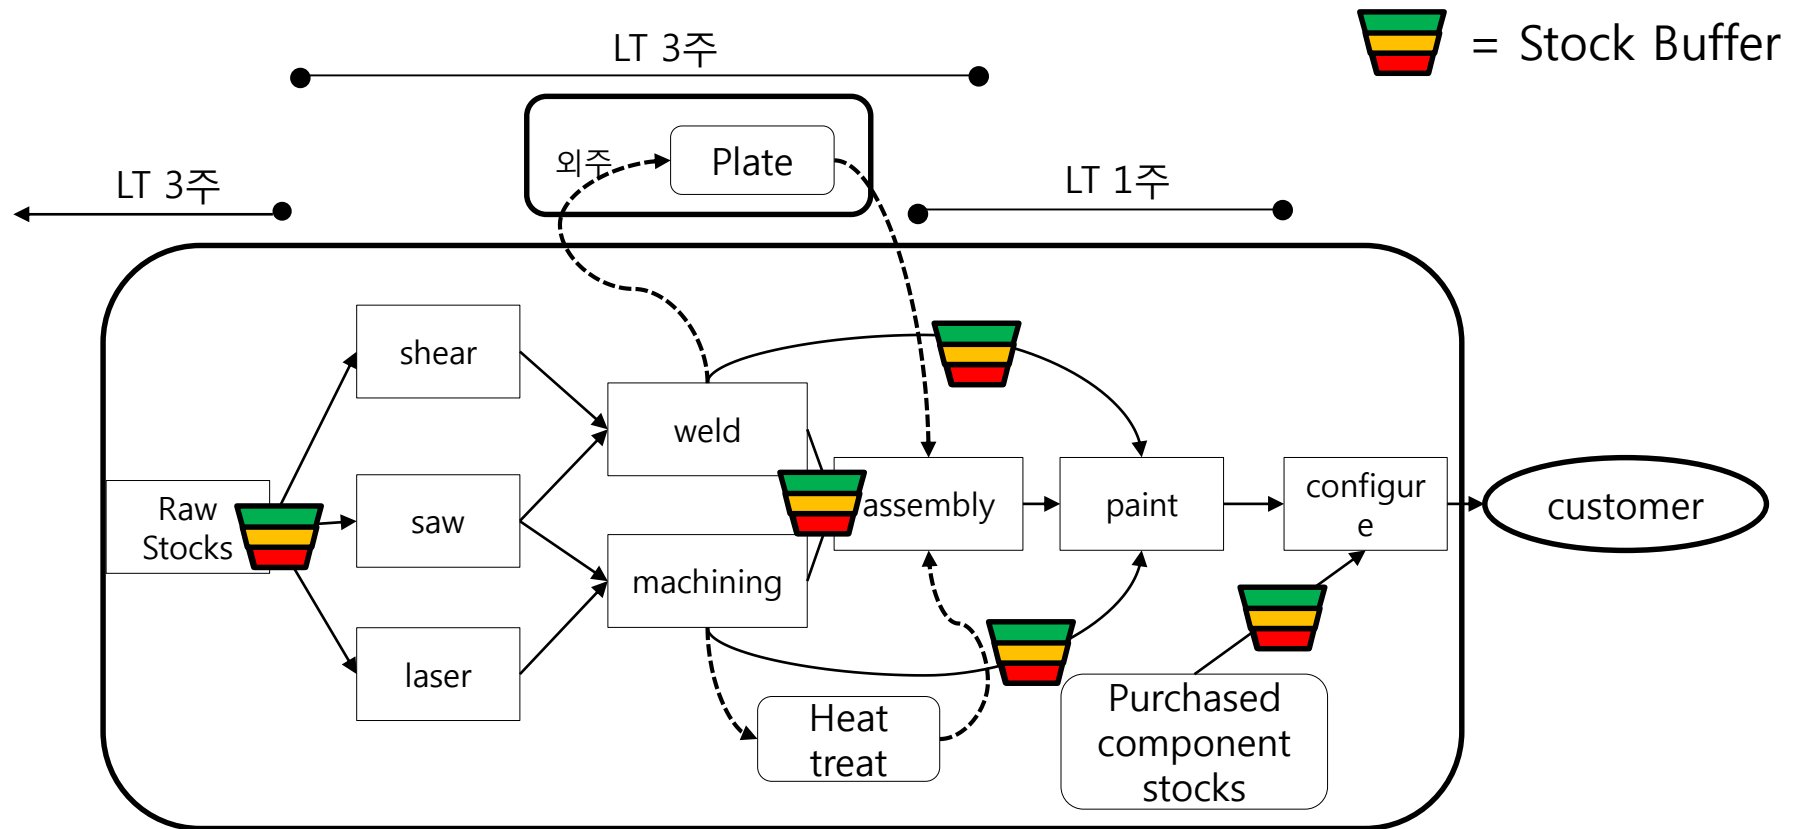 LT 3주
= Stock Buffer
외주
Plate
LT 3주
LT 1주
shear
weld
Raw
Stocks
saw
assembly
paint
configur
e
customer
machining
laser
Heat
treat
Purchased
component
stocks